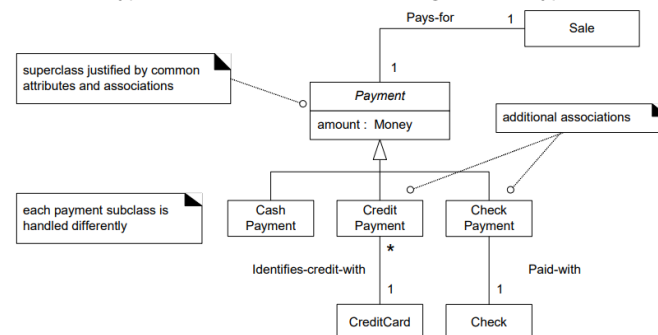 Pays-for
1
Sale
superclass justified by common
attributes and associations
1
Payment
amount : Money
additional associations
each payment subclass is
handled differently
Cash
Payment
Credit
Payment
Check
Payment
*
Identifies-credit-with
1
Paid-with
1
CreditCard
Check